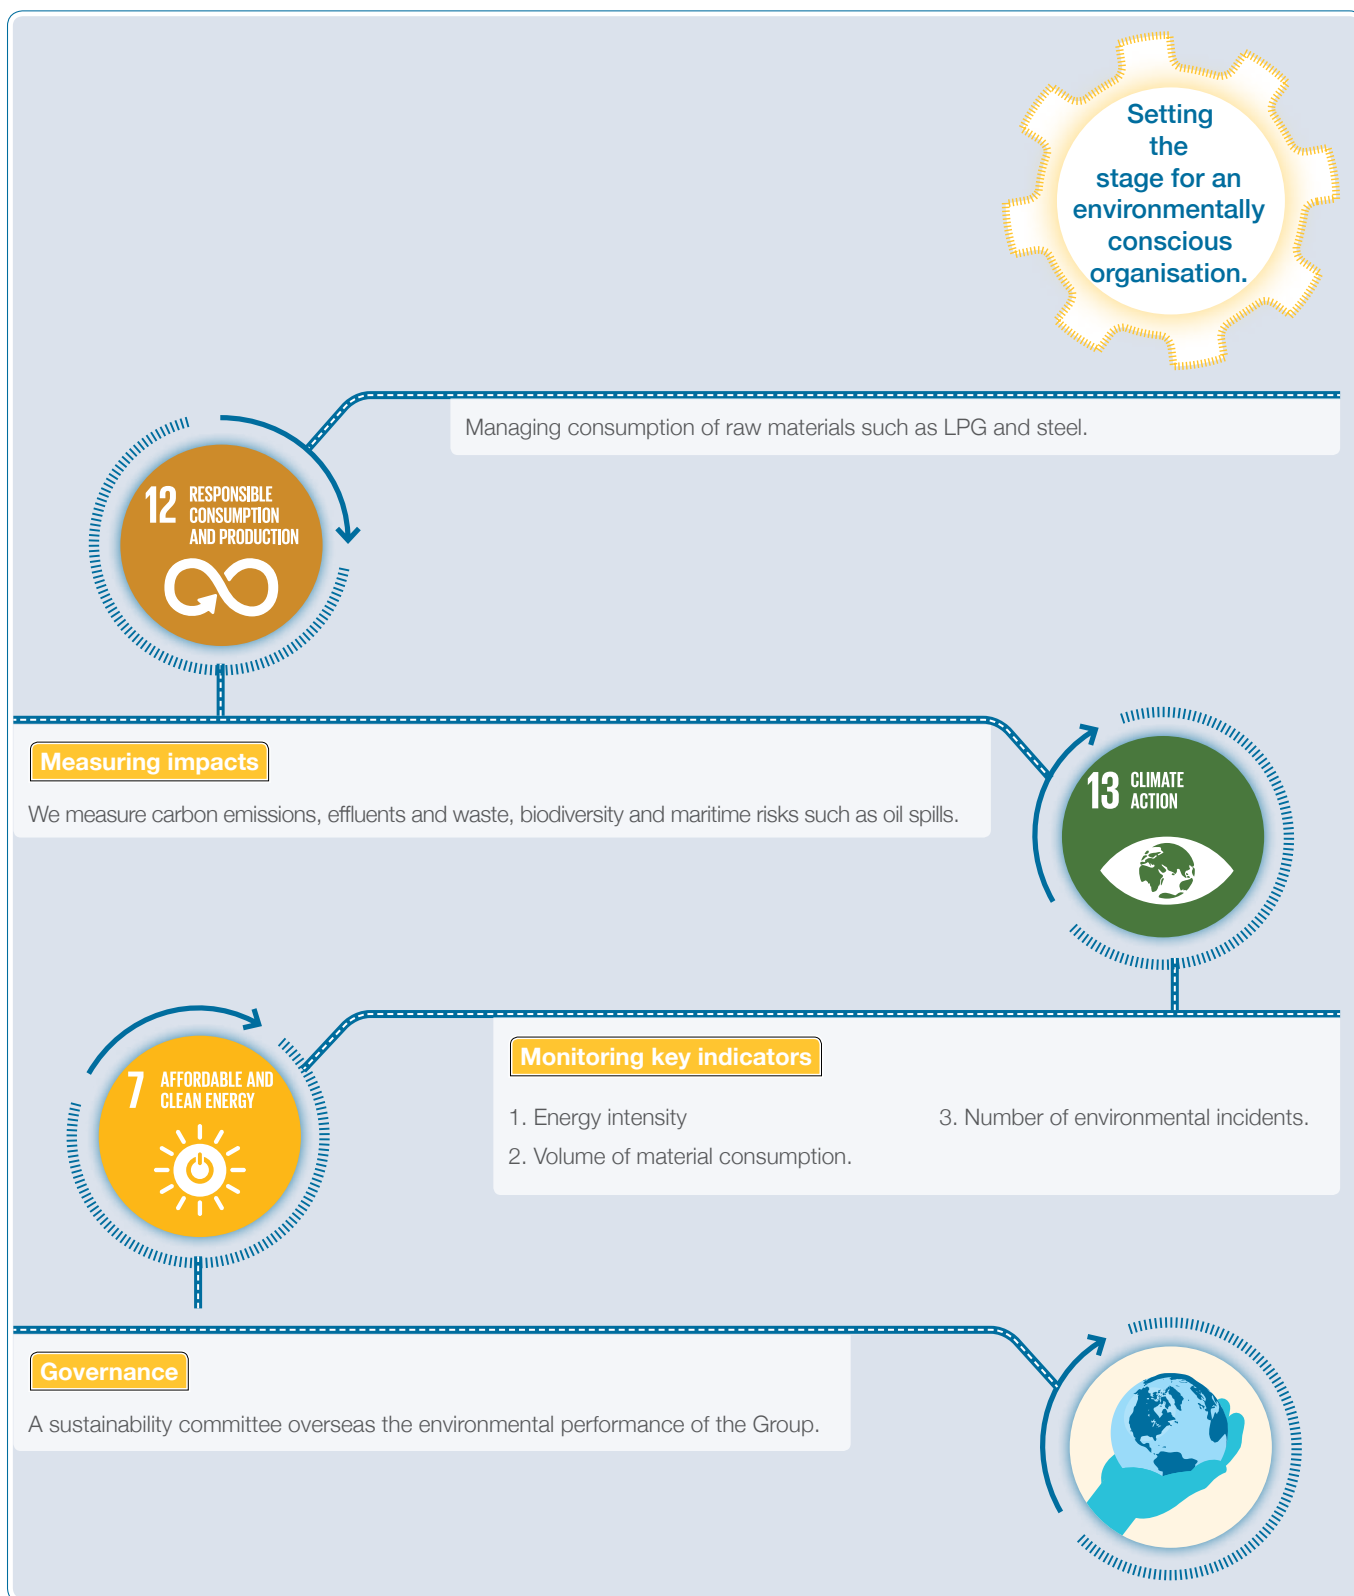 Setting
the
stage for an
environmentally
conscious
organisation.
Managing consumption of raw materials such as LPG and steel.
12 RESPONSIBLE
CONSUMPTION
AND PRODUCTION
Measuring impacts
We measure carbon emissions, effluents and waste, biodiversity and maritime risks such as oil spills.
13 CLIMATE
ACTION
7 AFFORDABLE AND
CLEAN ENERGY
Monitoring key indicators
1. Energy intensity
2. Volume of material consumption.
3. Number of environmental incidents.
Governance
A sustainability committee overseas the environmental performance of the Group.